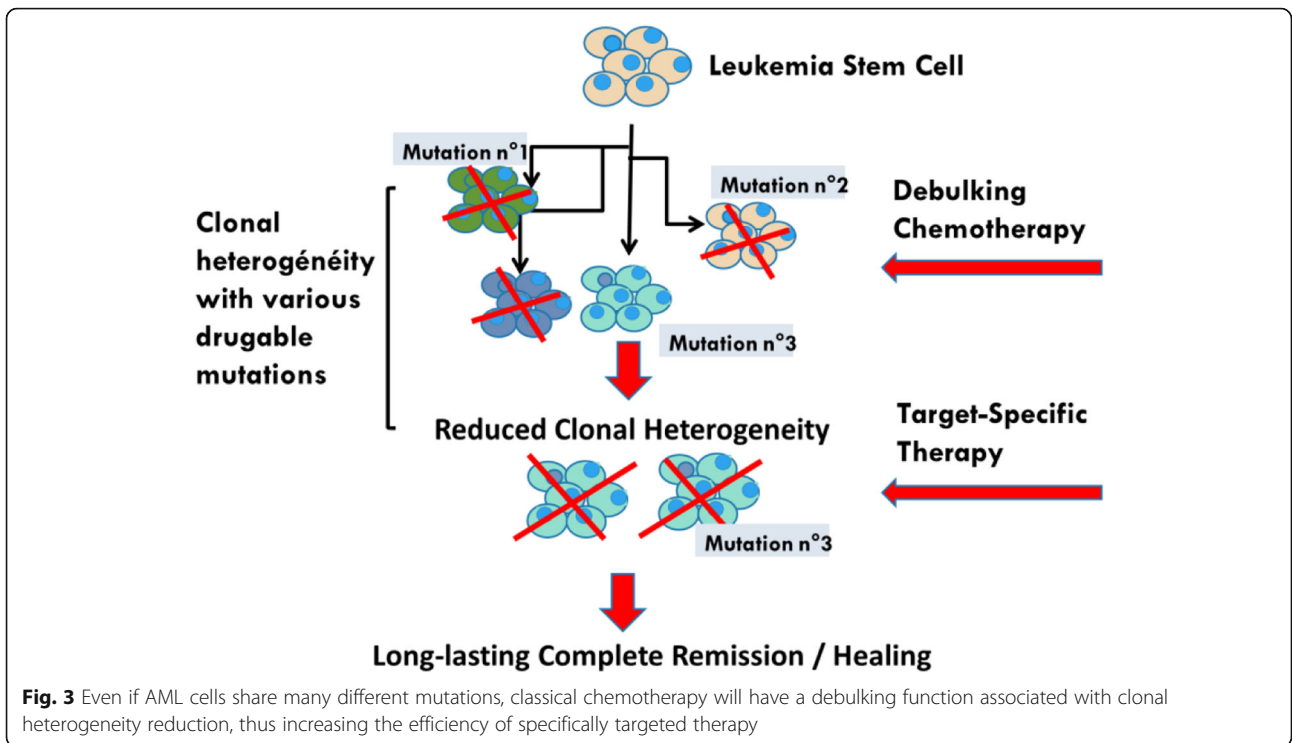 Leukemia Stem Cell
Mutation n°1
Mutation n°2
Debulking
Chemotherapy
Clonal
heterogénéity
with various
drugable
mutations
Mutation n°3
Reduced Clonal Heterogeneity
Target-Specific
Therapy
Mutation n°3
Long-lasting Complete Remission / Healing
Fig. 3 Even if AML cells share many different mutations, classical chemotherapy will have a debulking function associated with clonal
heterogeneity reduction, thus increasing the efficiency of specifically targeted therapy